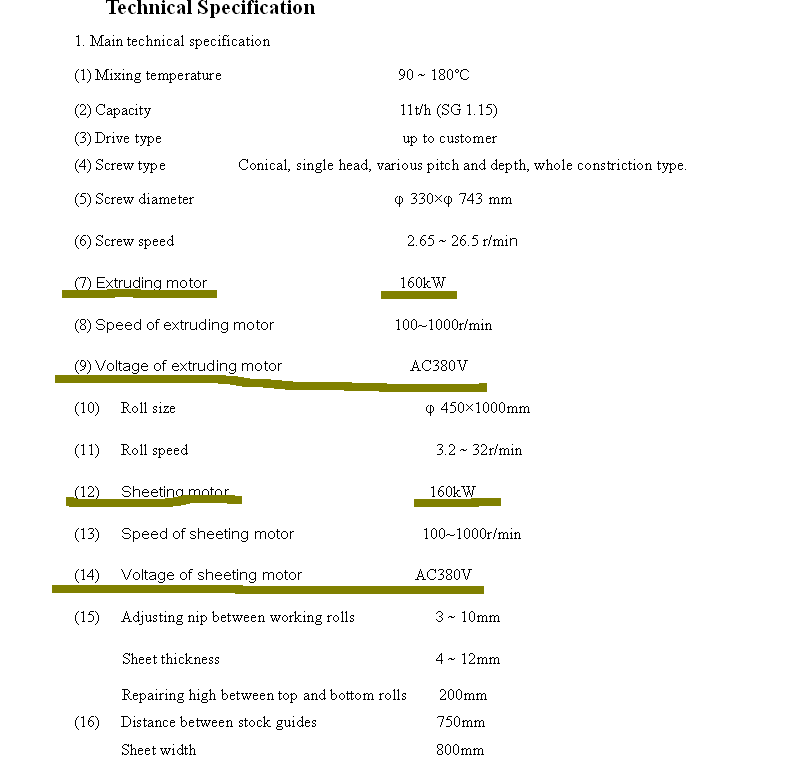 Technical Specification
1. Main technical specification
(1) Mixing temperature 90 ~ 180°C
(2) Capacity 11t/h (SG 1.15)
(3) Drive type up to customer
(4) Screw type Conical, single head, various pitch and depth, whole constriction type.
(5) Screw diameter φ 330×φ 743 mm
(6) Screw speed 2.65 ~ 26.5 r/min
(7) Extruding motor 160kW
(8) Speed of extruding motor 100~1000r/min
(9) Voltage of extruding motor AC380V
(10) Roll size φ 450×1000mm
(11) Roll speed 3.2 ~ 32r/min
(12) Sheeting motor 160kW
(13) Speed of sheeting motor 100~1000r/min
(14) Voltage of sheeting motor AC380V
(15) Adjusting nip between working rolls 3 ~ 10mm
Sheet thickness 4 ~ 12mm
Repairing high between top and bottom rolls 200mm
(16) Distance between stock guides 750mm
Sheet width 800mm